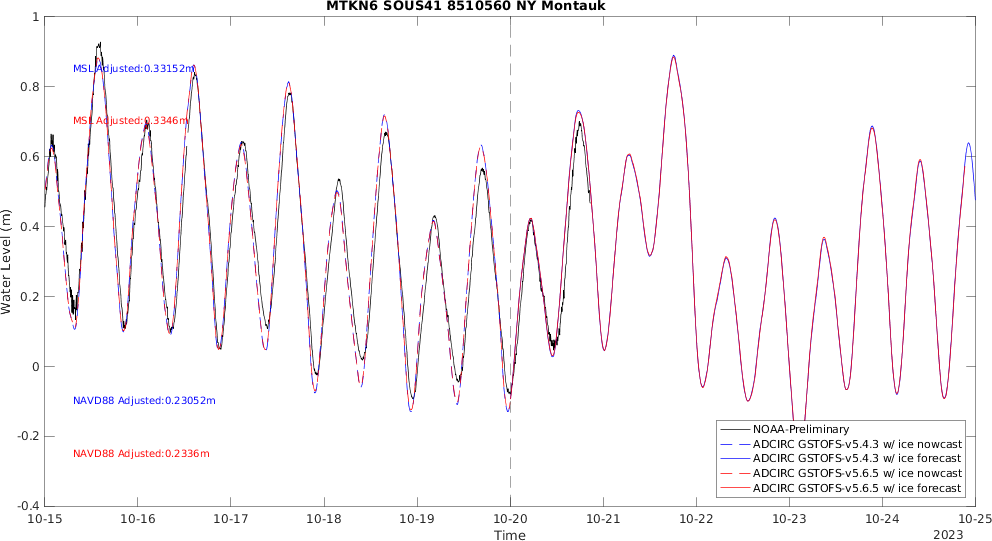 MTKN6 SOUS41 8510560 NY Montauk
1
0.8
0.6
0.4
0.2
0
-0.2
-0.4
Water Level (m)
MSL Adjusted:0.33152m
MSL Adjusted:0.3346m
NAVD88 Adjusted:0.23052m
NAVD88 Adjusted:0.2336m
NOAA-Preliminary
ADCIRC GSTOFS-v5.4.3 w/ ice nowcast
ADCIRC GSTOFS-v5.4.3 w/ ice forecast
ADCIRC GSTOFS-v5.6.5 w/ ice nowcast
ADCIRC GSTOFS-v5.6.5 w/ ice forecast
10-15 10-16 10-17 10-18 10-19 10-20 10-21 10-22 10-23 10-24 10-25
Time
2023